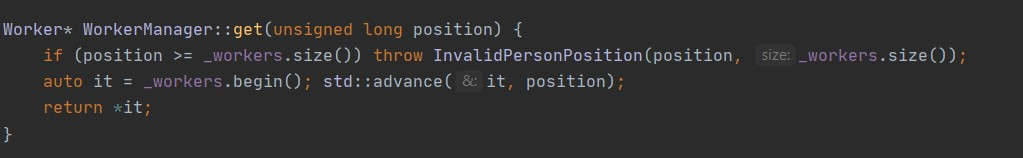 Worker* WorkerManager::get(unsigned long position) {
    if (position >= _workers.size()) throw InvalidPersonPosition(position, size: _workers.size());
    auto it = _workers.begin(); std::advance( &: it, position);
    return *it;
}